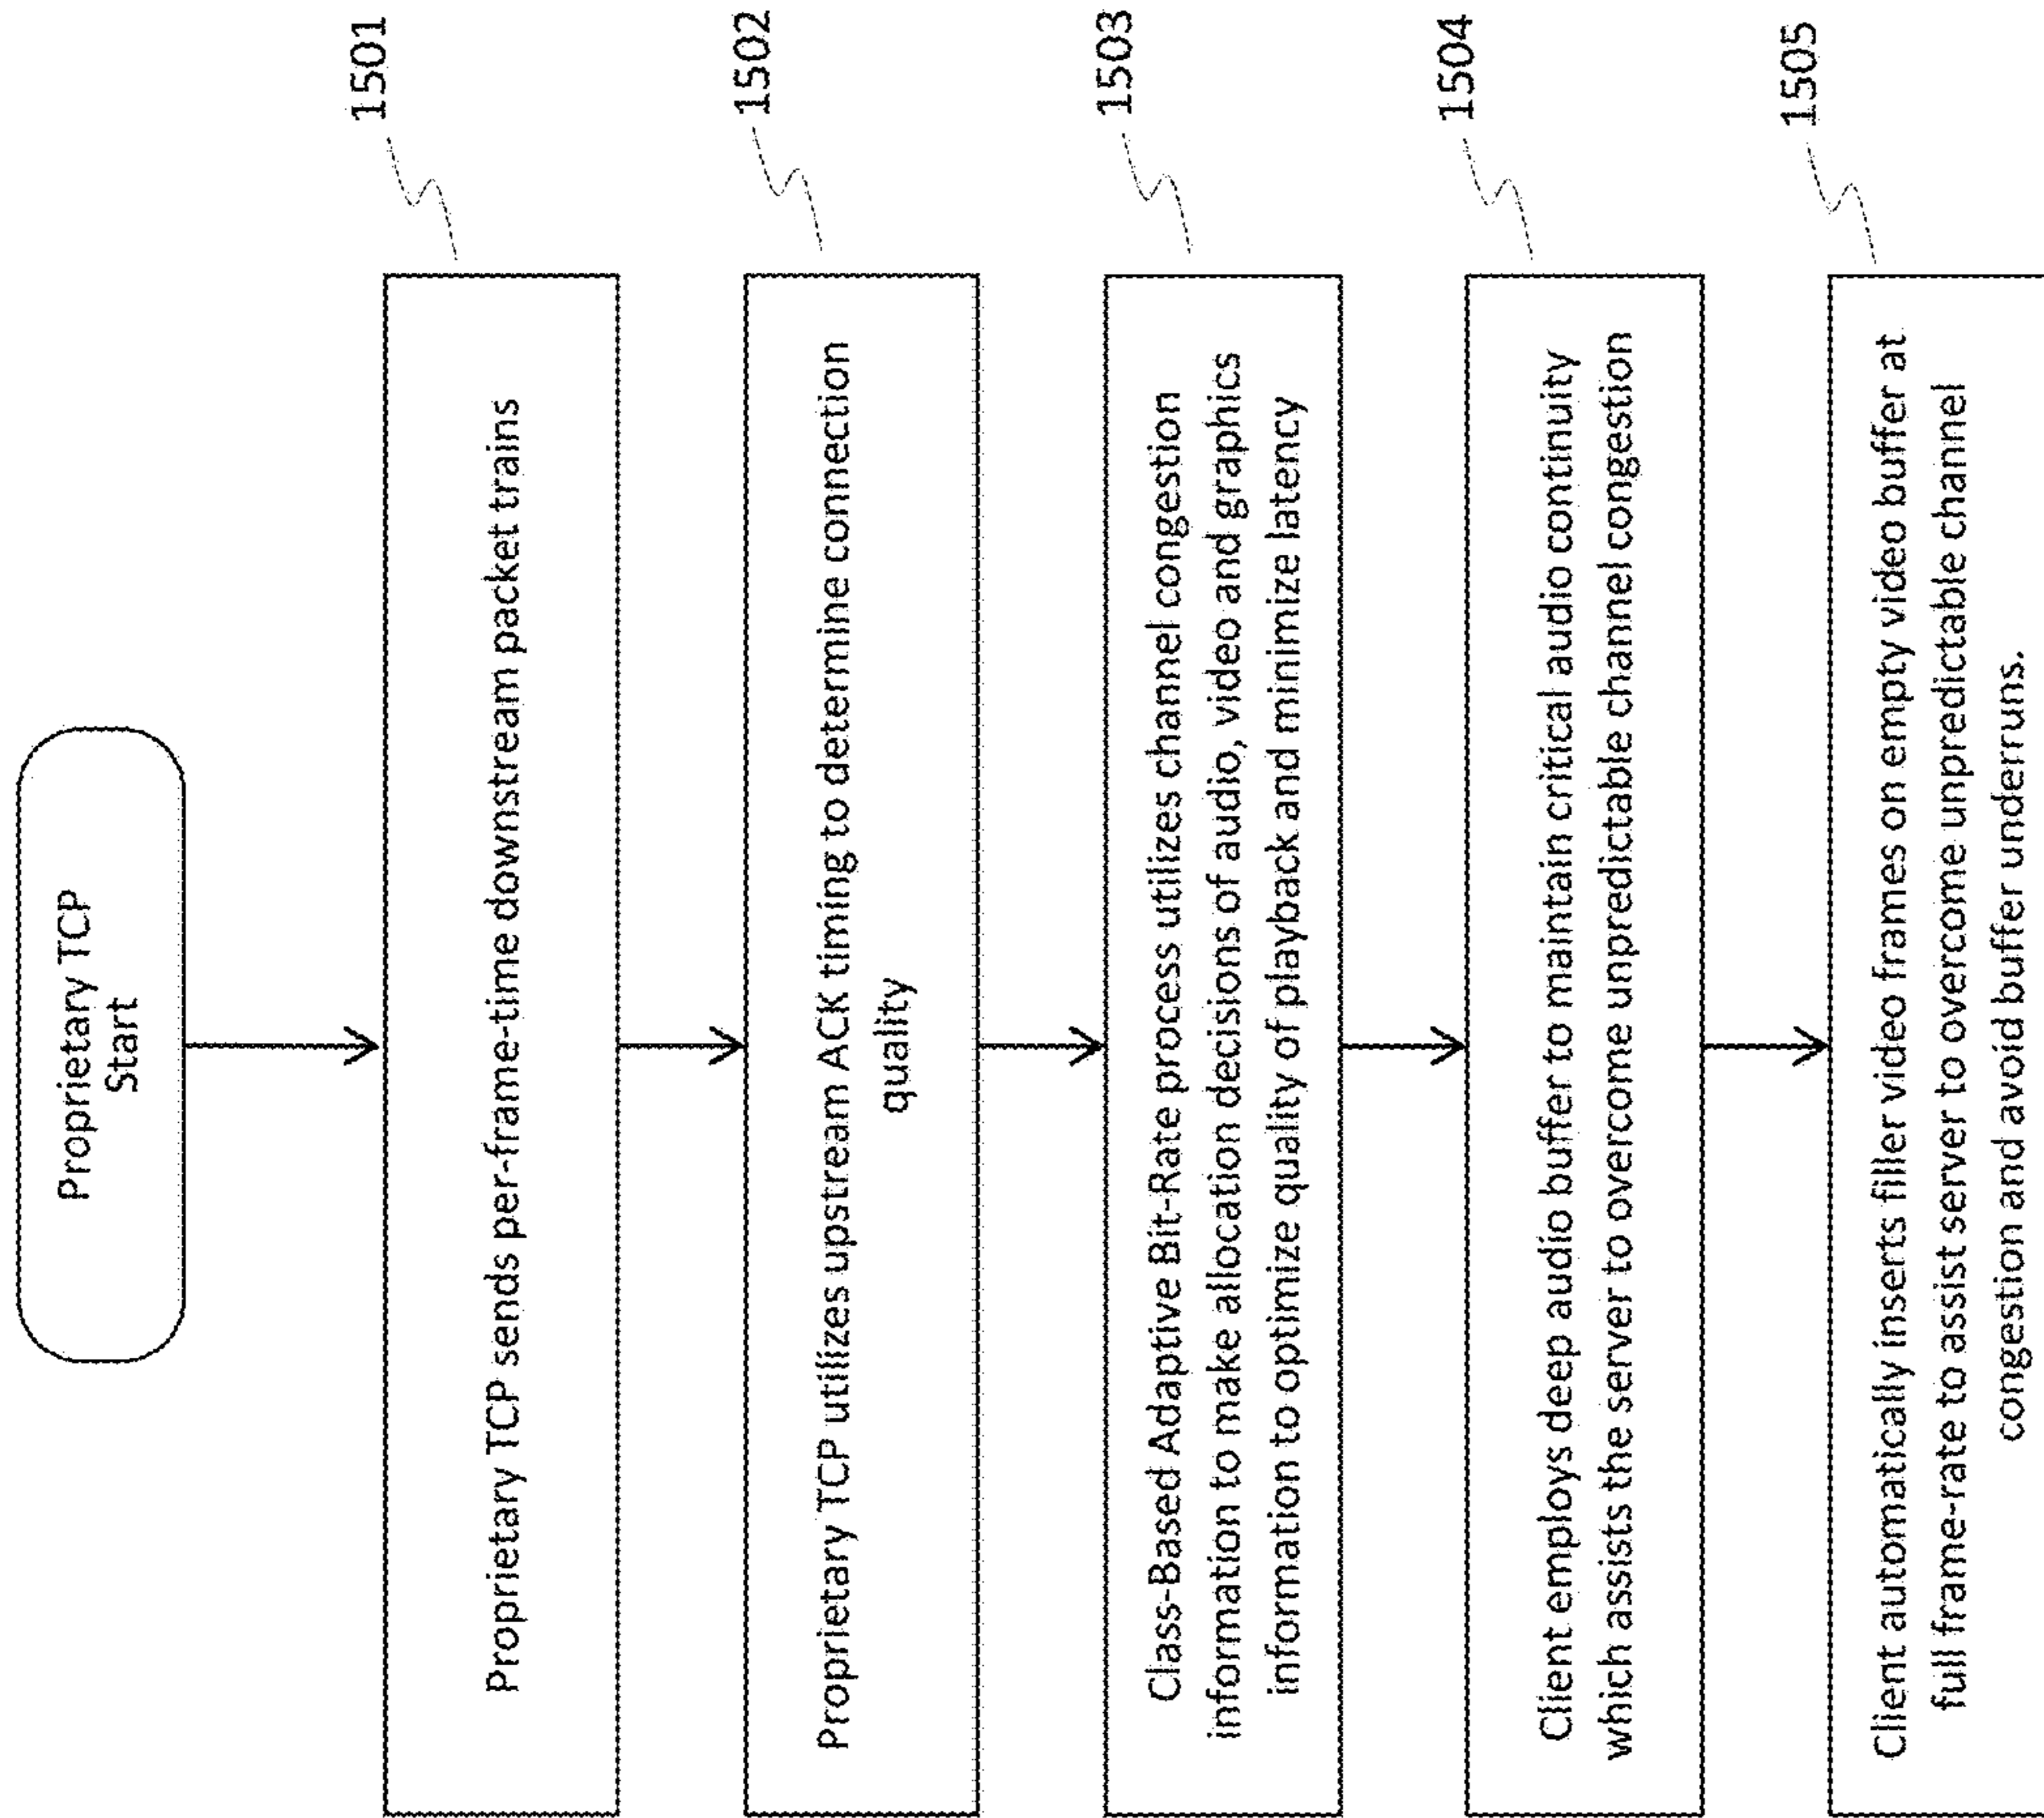 Proprietary TCP
Start
1501
Proprietary TCP sends per-frame-time downstream packet trains
1502
Proprietary TCP utilizes upstream ACK timing to determine connection
quality
1503
Class-Based Adaptive Bit-Rate process utilizes channel congestion
information to make allocation decisions of audio, video and graphics
information to optimize quality of playback and minimize latency
1504
Client employs deep audio buffer to maintain critical audio continuity
which assists the server to overcome unpredictable channel congestion
1505
Client automatically inserts filler video frames on empty video buffer at
full frame-rate to assist server to overcome unpredictable channel
congestion and avoid buffer underruns.